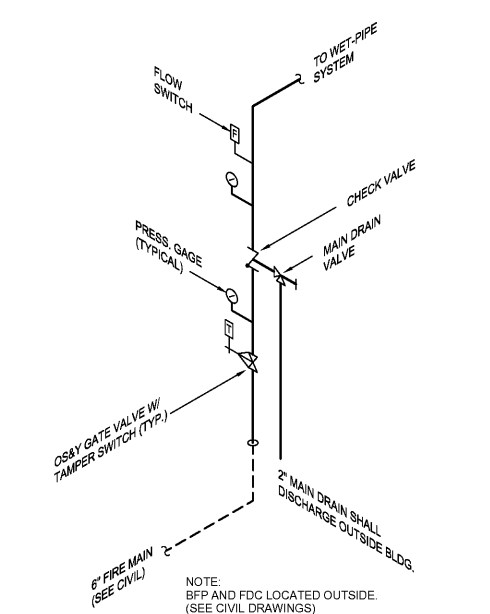 TO WET-PIPE
SYSTEM
FLOW
SWITCH
F
CHECK VALVE
MAIN DRAIN
VALVE
PRESS. GAGE
(TYPICAL)
T
OS&Y GATE VALVE W/
TAMPER SWITCH (TYP.)
2" MAIN DRAIN SHALL
DISCHARGE OUTSIDE BLDG.
6" FIRE MAIN
(SEE CIVIL)
NOTE:
BFP AND FDC LOCATED OUTSIDE.
(SEE CIVIL DRAWINGS)